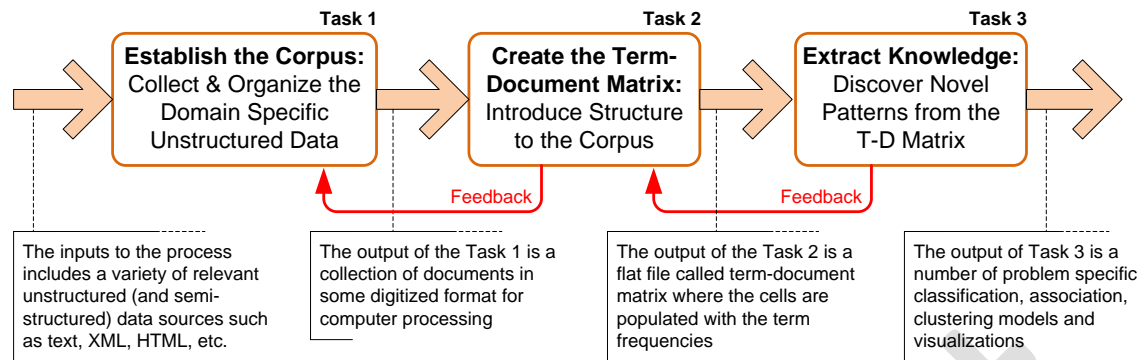 Task 1
Establish the Corpus:
Collect & Organize the
Domain Specific
Unstructured Data
Task 2
Create the Term-
Document Matrix:
Introduce Structure
to the Corpus
Task 3
Extract Knowledge:
Discover Novel
Patterns from the
T-D Matrix
Feedback
Feedback
The inputs to the process
includes a variety of relevant
unstructured (and semi-
structured) data sources such
as text, XML, HTML, etc.
The output of the Task 1 is a
collection of documents in
some digitized format for
computer processing
The output of the Task 2 is a
flat file called term-document
matrix where the cells are
populated with the term
frequencies
The output of Task 3 is a
number of problem specific
classification, association,
clustering models and
visualizations